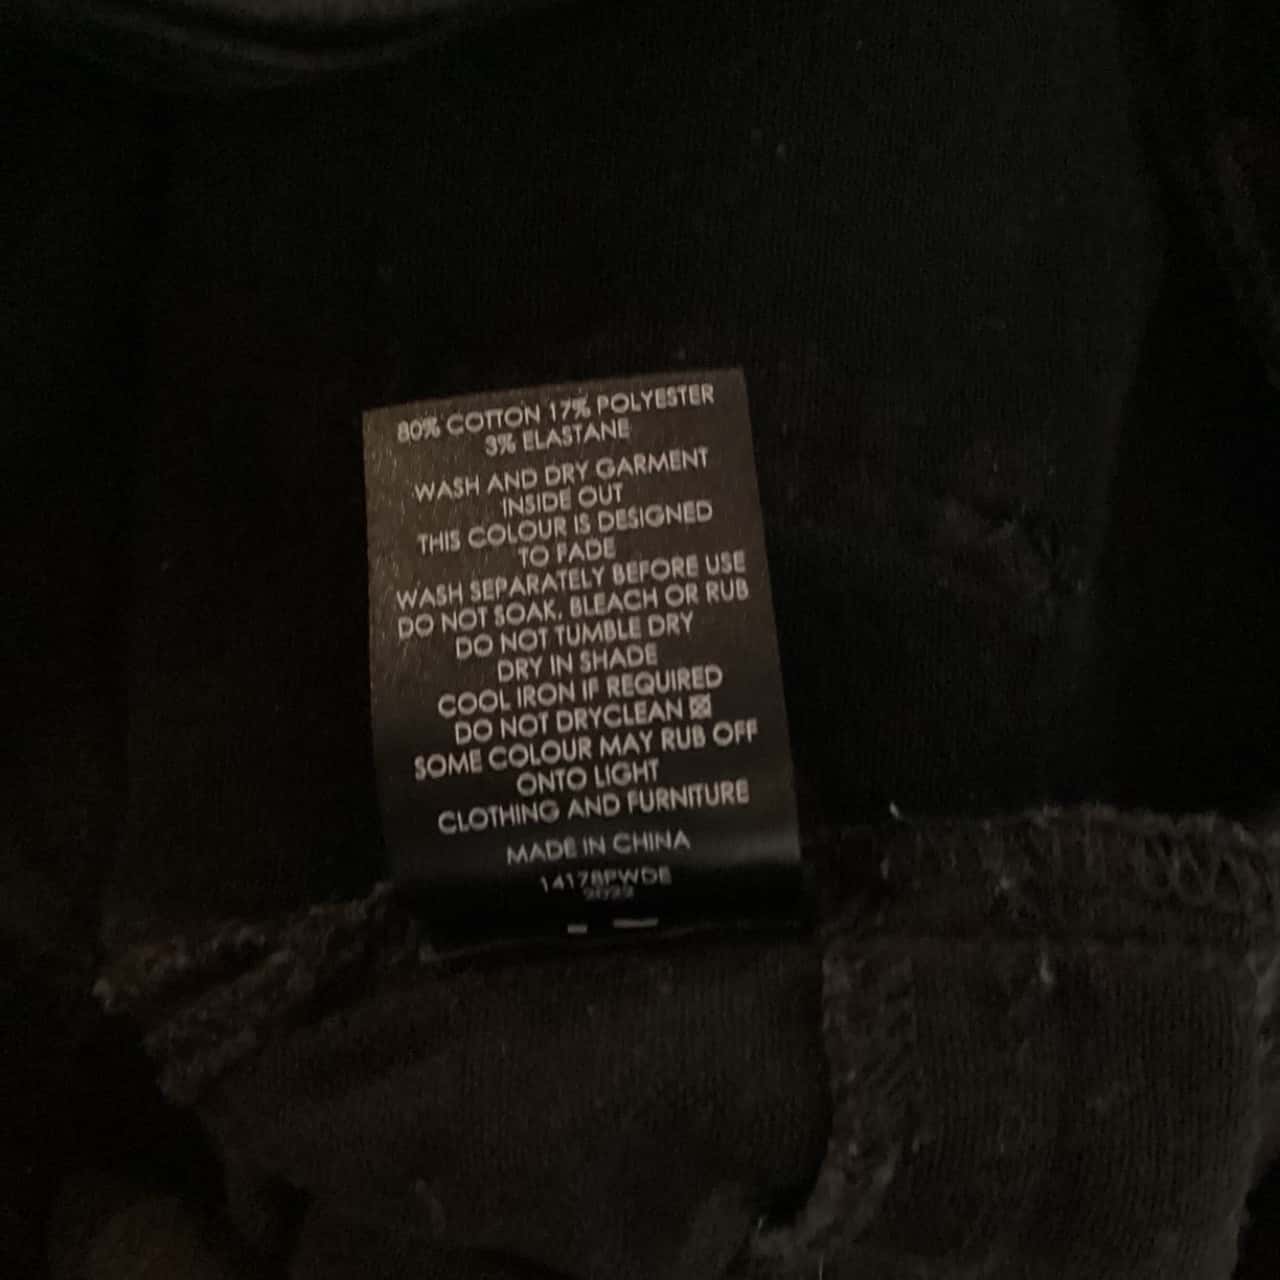 80% COTTON 17% POLYESTER
3% ELASTANE
WASH AND DRY GARMENT
INSIDE OUT
THIS COLOUR IS DESIGNED
TO FADE
WASH SEPARATELY BEFORE USE
DO NOT SOAK, BLEACH OR RUB
DO NOT TUMBLE DRY
DRY IN SHADE
COOL IRON IF REQUIRED
DO NOT DRYCLEAN
SOME COLOUR MAY RUB OFF
ONTO LIGHT
CLOTHING AND FURNITURE
MADE IN CHINA
14178PWDE